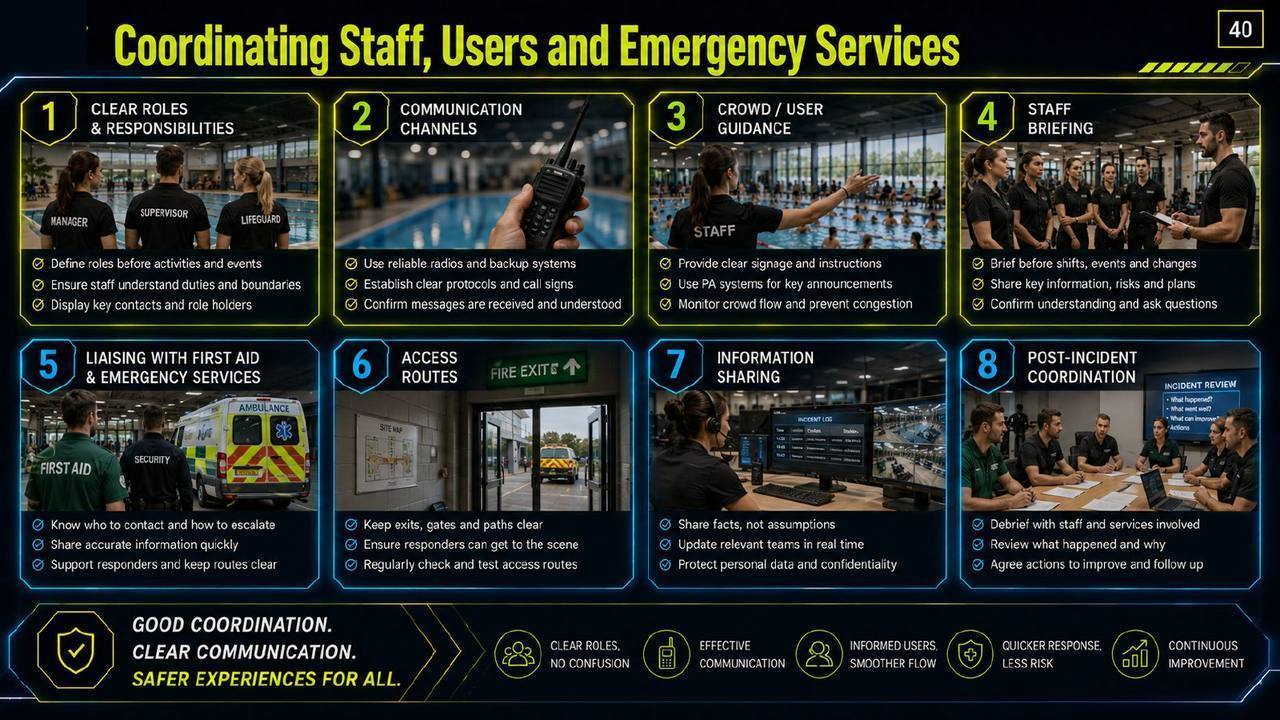 Coordinating Staff, Users and Emergency Services
40
1
CLEAR ROLES
& RESPONSIBILITIES
MANAGER
SUPERVISOR
LIFEGUARD
Define roles before activities and events
Ensure staff understand duties and boundaries
Display key contacts and role holders
2
COMMUNICATION
CHANNELS
Use reliable radios and backup systems
Establish clear protocols and call signs
Confirm messages are received and understood
3
CROWD / USER
GUIDANCE
STAFF
Provide clear signage and instructions
Use PA systems for key announcements
Monitor crowd flow and prevent congestion
4
STAFF
BRIEFING
Brief before shifts, events and changes
Share key information, risks and plans
Confirm understanding and ask questions
5
LIAISING WITH FIRST AID
& EMERGENCY SERVICES
AMBULANCE
FIRST AID
SECURITY
Know who to contact and how to escalate
Share accurate information quickly
Support responders and keep routes clear
6
ACCESS
ROUTES
FIRE EXIT
SITE MAP
Keep exits, gates and paths clear
Ensure responders can get to the scene
Regularly check and test access routes
7
INFORMATION
SHARING
INCIDENT LOG
Share facts, not assumptions
Update relevant teams in real time
Protect personal data and confidentiality
8
POST-INCIDENT
COORDINATION
INCIDENT REVIEW
• What happened?
• What went well?
• What can improve?
• Actions
Debrief with staff and services involved
Review what happened and why
Agree actions to improve and follow up
GOOD COORDINATION.
CLEAR COMMUNICATION.
SAFER EXPERIENCES FOR ALL.
CLEAR ROLES,
NO CONFUSION
EFFECTIVE
COMMUNICATION
INFORMED USERS,
SMOOTHER FLOW
QUICKER RESPONSE,
LESS RISK
CONTINUOUS
IMPROVEMENT